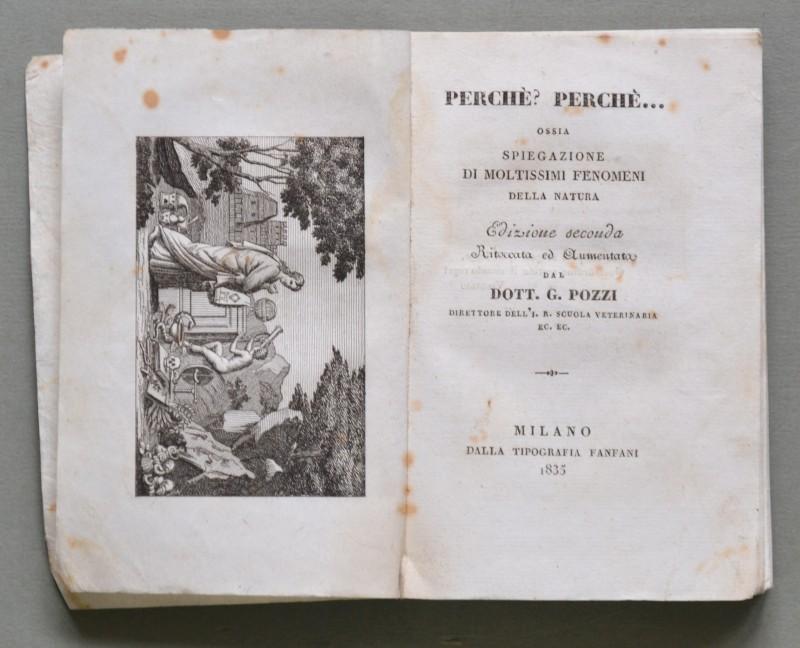 PERCHÈ? PERCHÈ...
OSSIA
SPIEGAZIONE
DI MOLTISSIMI FENOMENI
DELLA NATURA
Edizione seconda
Ritoccata ed Aumentata
DAL
DOTT. G. POZZI
DIRETTORE DELL'I. R. SCUOLA VETERINARIA
EC. EC.
MILANO
DALLA TIPOGRAFIA FANFANI
1835